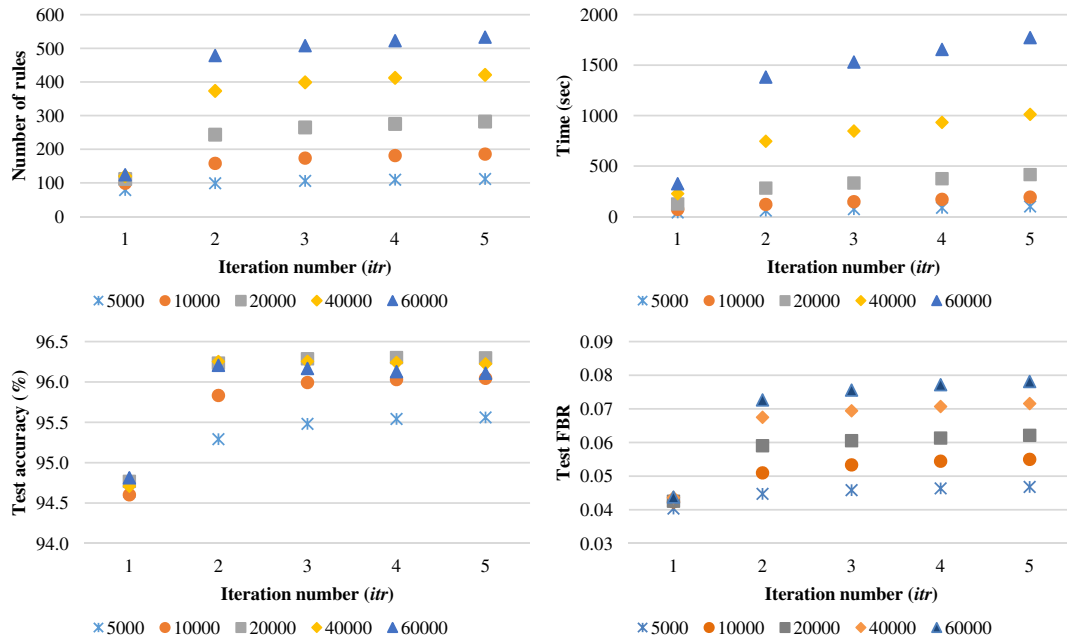 600
500
400
300
200
100
0
Number of rules
1 2 3 4 5
Iteration number (itr)
5000 10000 20000 40000 60000
2000
1500
1000
500
0
Time (sec)
1 2 3 4 5
Iteration number (itr)
5000 10000 20000 40000 60000
96.5
96.0
95.5
95.0
94.5
94.0
Test accuracy (%)
1 2 3 4 5
Iteration number (itr)
5000 10000 20000 40000 60000
0.09
0.08
0.07
0.06
0.05
0.04
0.03
Test FBR
1 2 3 4 5
Iteration number (itr)
5000 10000 20000 40000 60000